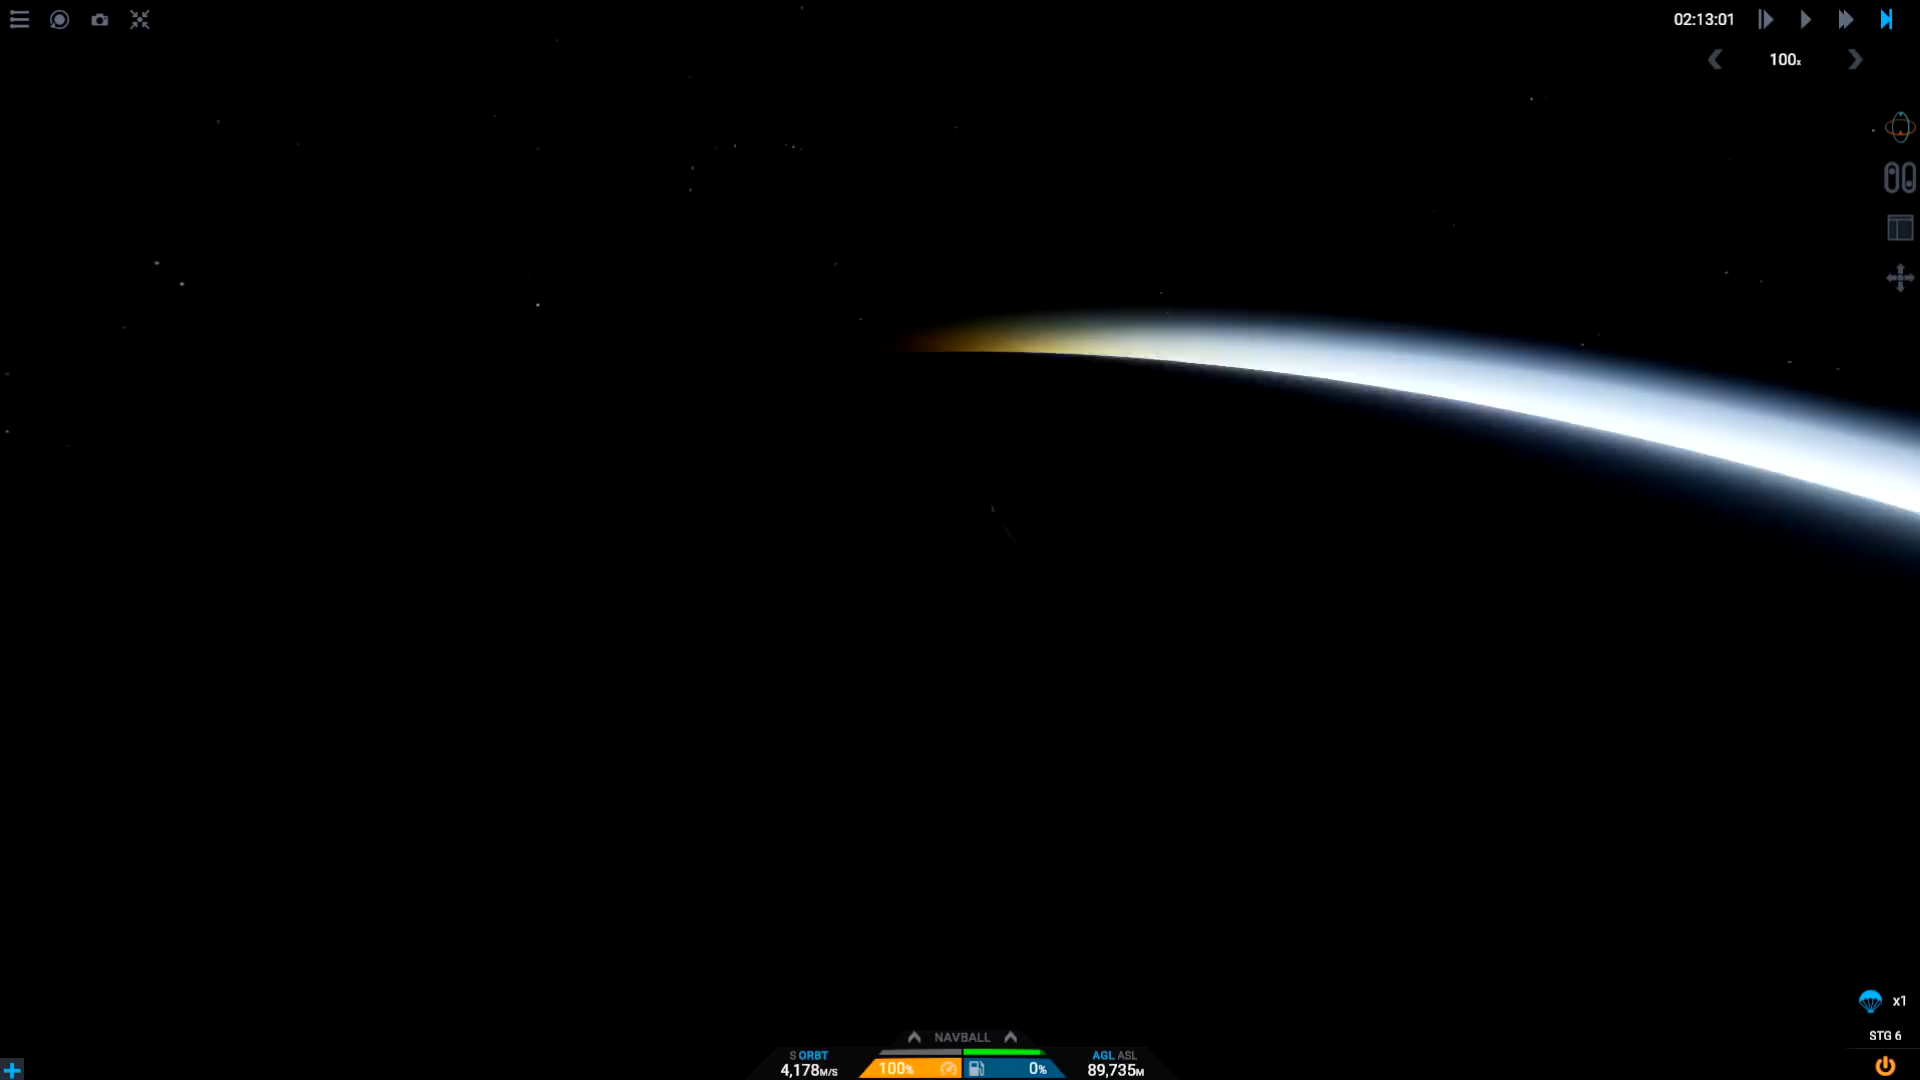 02:13:01
100x
x1
STG 6
NAVBALL
S ORBT
4,178M/S
100%
0%
AGL ASL
89,735M